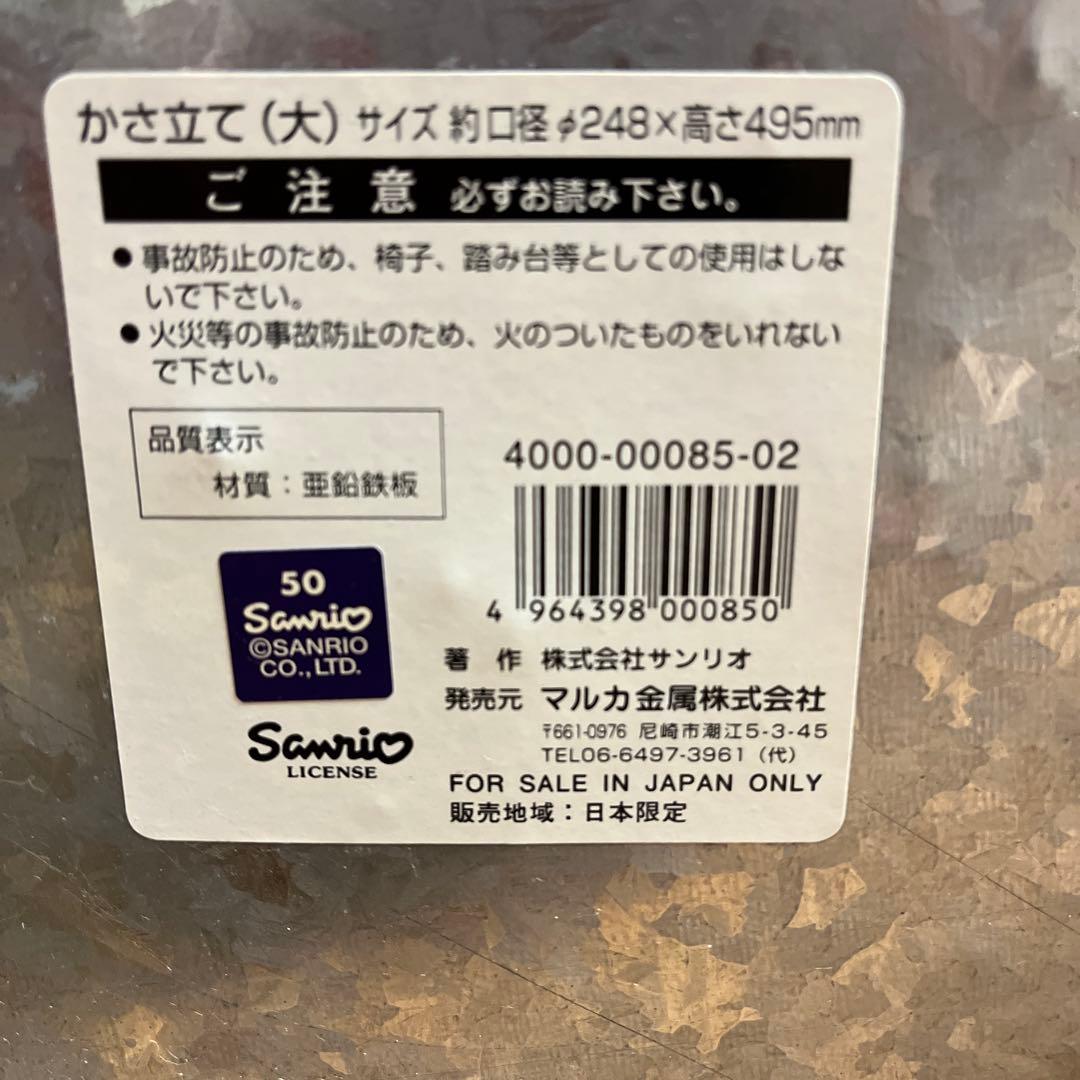 かさ立て(大) サイズ 約口径φ248×高さ495mm
ご注意 必ずお読み下さい。
●事故防止のため、椅子、踏み台等としての使用はしな
いで下さい。
●火災等の事故防止のため、火のついたものをいれない
で下さい。
品質表示
材質：亜鉛鉄板
4000-00085-02
4 964398 000850
50
Sanrio
©SANRIO
CO., LTD.
Sanrio
LICENSE
著作 株式会社サンリオ
発売元 マルカ金属株式会社
〒661-0976 尼崎市潮江5-3-45
TEL06-6497-3961（代）
FOR SALE IN JAPAN ONLY
販売地域：日本限定